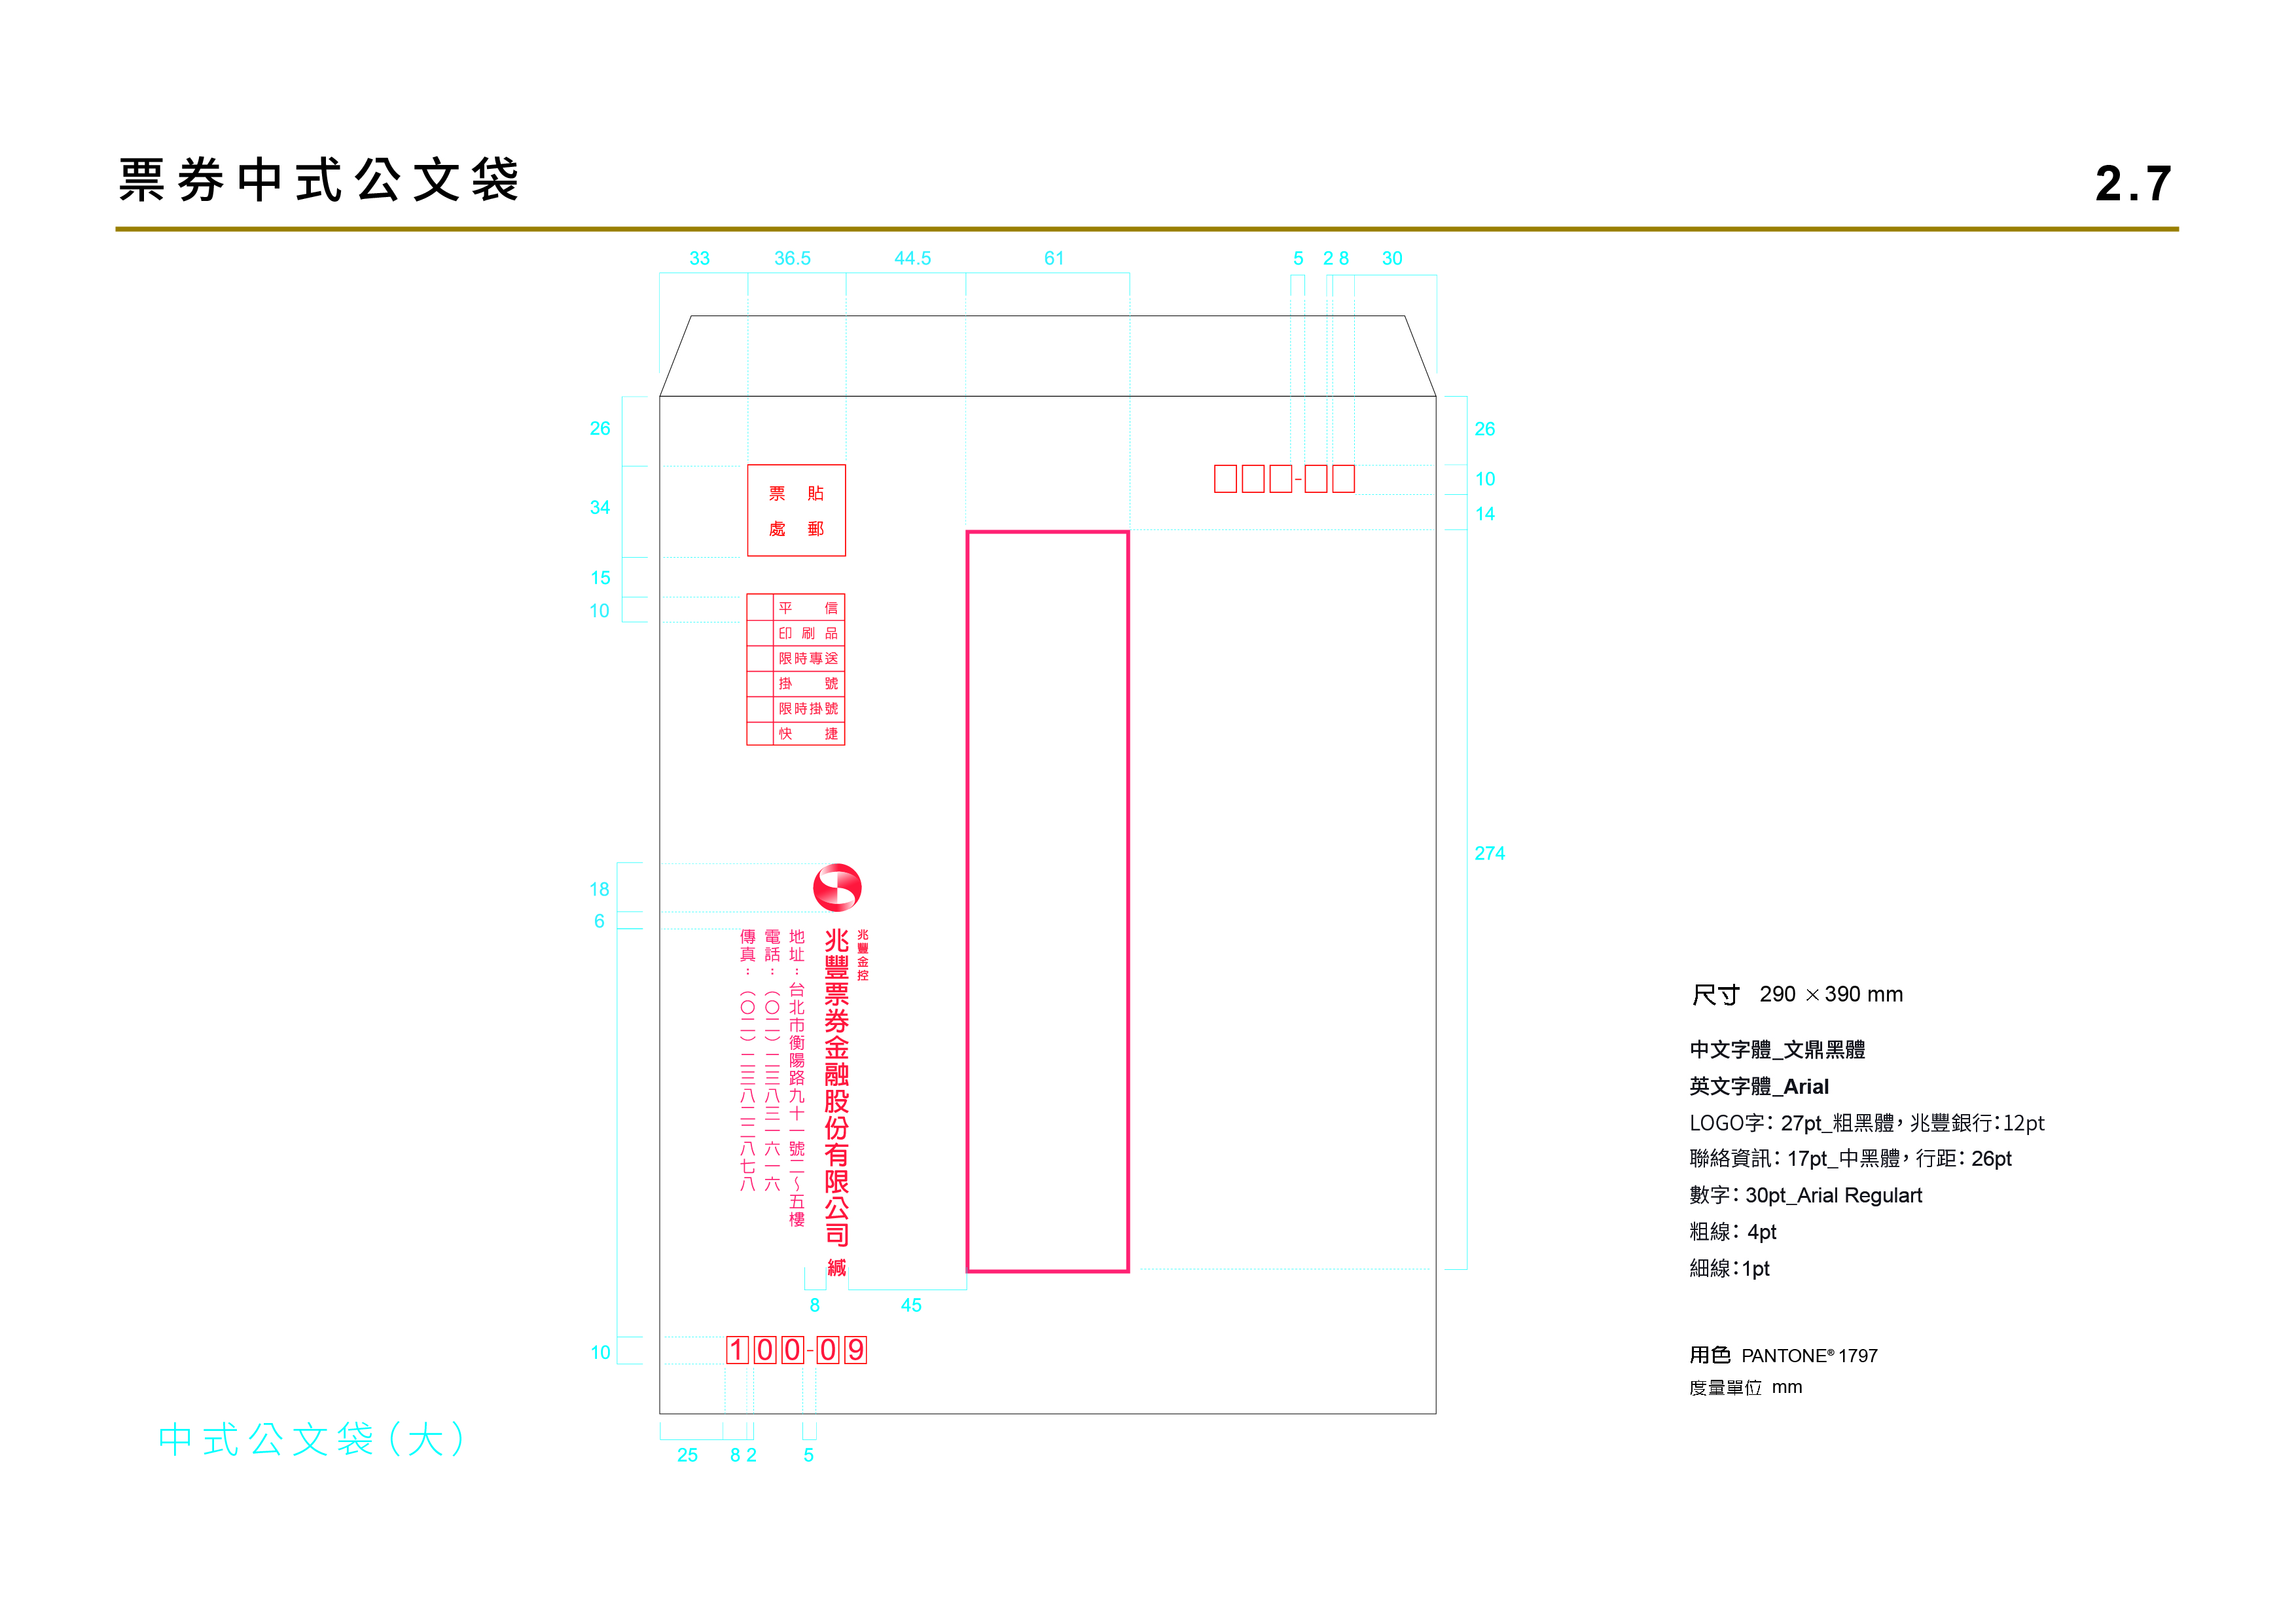 票券中式公文袋
2.7
33 36.5 44.5 61 5 2 8 30
26
34
15
10
18
6
10
26
10
14
274
貼郵
票處
-
平信
印刷品
限時專送
掛號
限時掛號
快捷
兆豐金控
兆豐票券金融股份有限公司 緘
地址：台北市衡陽路九十一號二～五樓
電話：（〇二）二三八三一六一六
傳真：（〇二）二三八二二八七八
8 45
100-09
25 8 2 5
中式公文袋（大）
尺寸 290 ×390 mm
中文字體_文鼎黑體
英文字體_Arial
LOGO字：27pt_粗黑體，兆豐銀行：12pt
聯絡資訊：17pt_中黑體，行距：26pt
數字：30pt_Arial Regulart
粗線：4pt
細線：1pt
用色 PANTONE® 1797
度量單位 mm